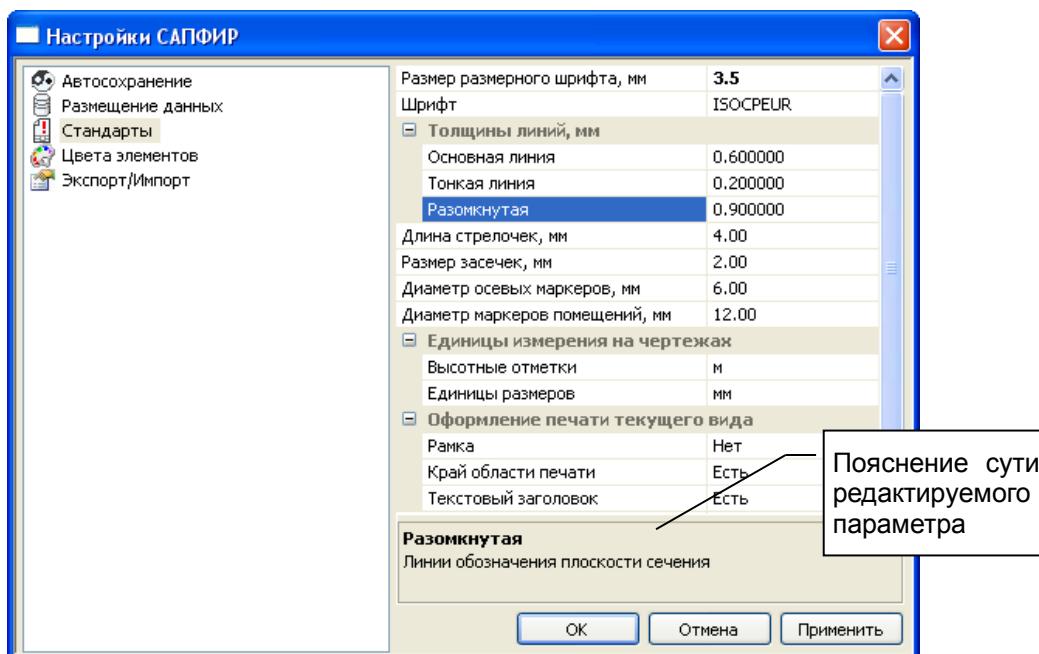 Настройки САПФИР
Автосохранение
Размещение данных
Стандарты
Цвета элементов
Экспорт/Импорт
Размер размерного шрифта, мм 3.5
Шрифт ISOCPEUR
Толщины линий, мм
Основная линия 0.600000
Тонкая линия 0.200000
Разомкнутая 0.900000
Длина стрелочек, мм 4.00
Размер засечек, мм 2.00
Диаметр осевых маркеров, мм 6.00
Диаметр маркеров помещений, мм 12.00
Единицы измерения на чертежах
Высотные отметки м
Единицы размеров мм
Оформление печати текущего вида
Рамка Нет
Край области печати Есть
Текстовый заголовок Есть
Пояснение сути
редактируемого
параметра
Разомкнутая
Линии обозначения плоскости сечения
ОК Отмена Применить